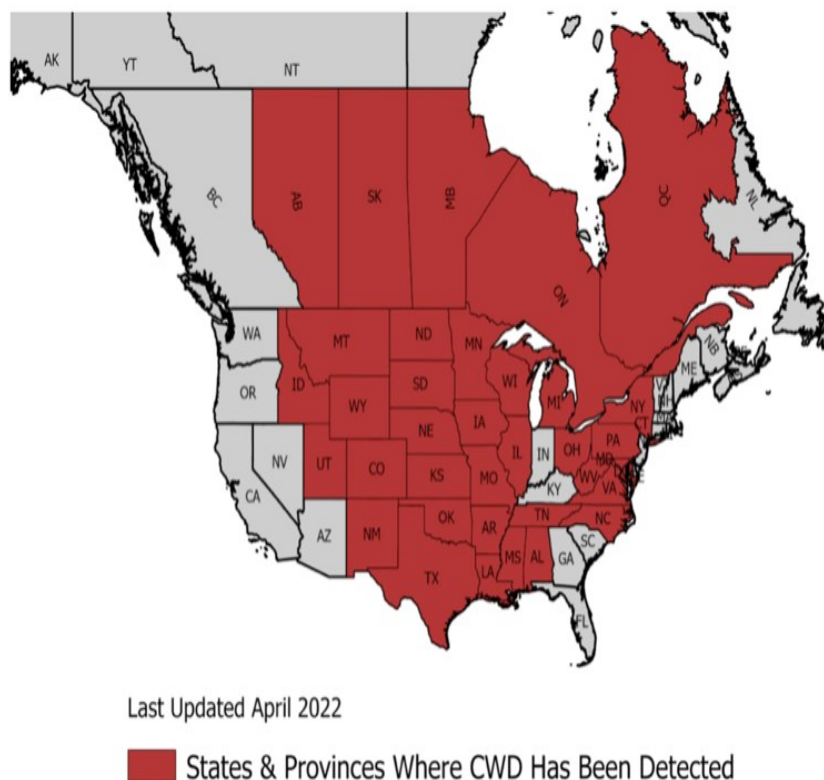 AK
YT
NT
BC
AB
SK
MB
ON
QC
NL
NB
WA
MT
ND
MN
ME
OR
ID
SD
WI
MI
NY
WY
IA
CT
NV
UT
NE
IL
IN
OH
PA
MD
CA
CO
KS
MO
KY
WV
VA
AZ
NM
OK
AR
TN
NC
TX
LA
MS
AL
GA
SC
FL
Last Updated April 2022
States & Provinces Where CWD Has Been Detected